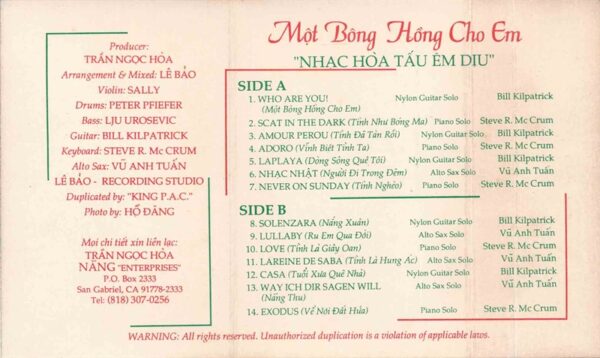 Producer:
TRẦN NGỌC HÒA
Arrangement & Mixed: LÊ BẢO
Violin: SALLY
Drums: PETER PFIEFER
Bass: LJU UROSEVIC
Guitar: BILL KILPATRICK
Keyboard: STEVE R. MC CRUM
Alto Sax: VŨ ANH TUẤN
LÊ BẢO - RECORDING STUDIO
Duplicated by: "KING P.A.C."
Photo by: HỒ ĐĂNG
Mọi chi tiết xin liên lạc:
TRẦN NGỌC HÒA
NẮNG "ENTERPRISES"
P.O. Box 2333
San Gabriel, CA 91778-2333
Tel: (818) 307-0256
Một Bông Hồng Cho Em
"NHẠC HÒA TẤU ÊM DỊU"
SIDE A
1. WHO ARE YOU! Nylon Guitar Solo Bill Kilpatrick
(Một Bông Hồng Cho Em)
2. SCAT IN THE DARK (Tình Như Bóng Ma) Piano Solo Steve R. Mc Crum
3. AMOUR PEROU (Tình Đã Tàn Rồi) Nylon Guitar Solo Bill Kilpatrick
4. ADORO (Vĩnh Biệt Tình Ta) Piano Solo Steve R. Mc Crum
5. LAPLAYA (Dòng Sông Quê Tôi) Nylon Guitar Solo Bill Kilpatrick
6. NHẠC NHẬT (Người Đi Trong Đêm) Alto Sax Solo Vũ Anh Tuấn
7. NEVER ON SUNDAY (Tình Nghèo) Piano Solo Steve R. Mc Crum
SIDE B
8. SOLENZARA (Nắng Xuân) Nylon Guitar Solo Bill Kilpatrick
9. LULLABY (Ru Em Qua Đồi) Alto Sax Solo Vũ Anh Tuấn
10. LOVE (Tình Là Giây Oan) Piano Solo Steve R. Mc Crum
11. LAREINE DE SABA (Tình Là Hung Ác) Alto Sax Solo Vũ Anh Tuấn
12. CASA (Tuổi Xưa Quê Nhà) Nylon Guitar Solo Bill Kilpatrick
13. WAY ICH DIR SAGEN WILL Alto Sax Solo Vũ Anh Tuấn
(Nắng Thu)
14. EXODUS (Về Nơi Đất Hứa) Piano Solo Steve R. Mc Crum
WARNING: All rights reserved. Unauthorized duplication is a violation of applicable laws.